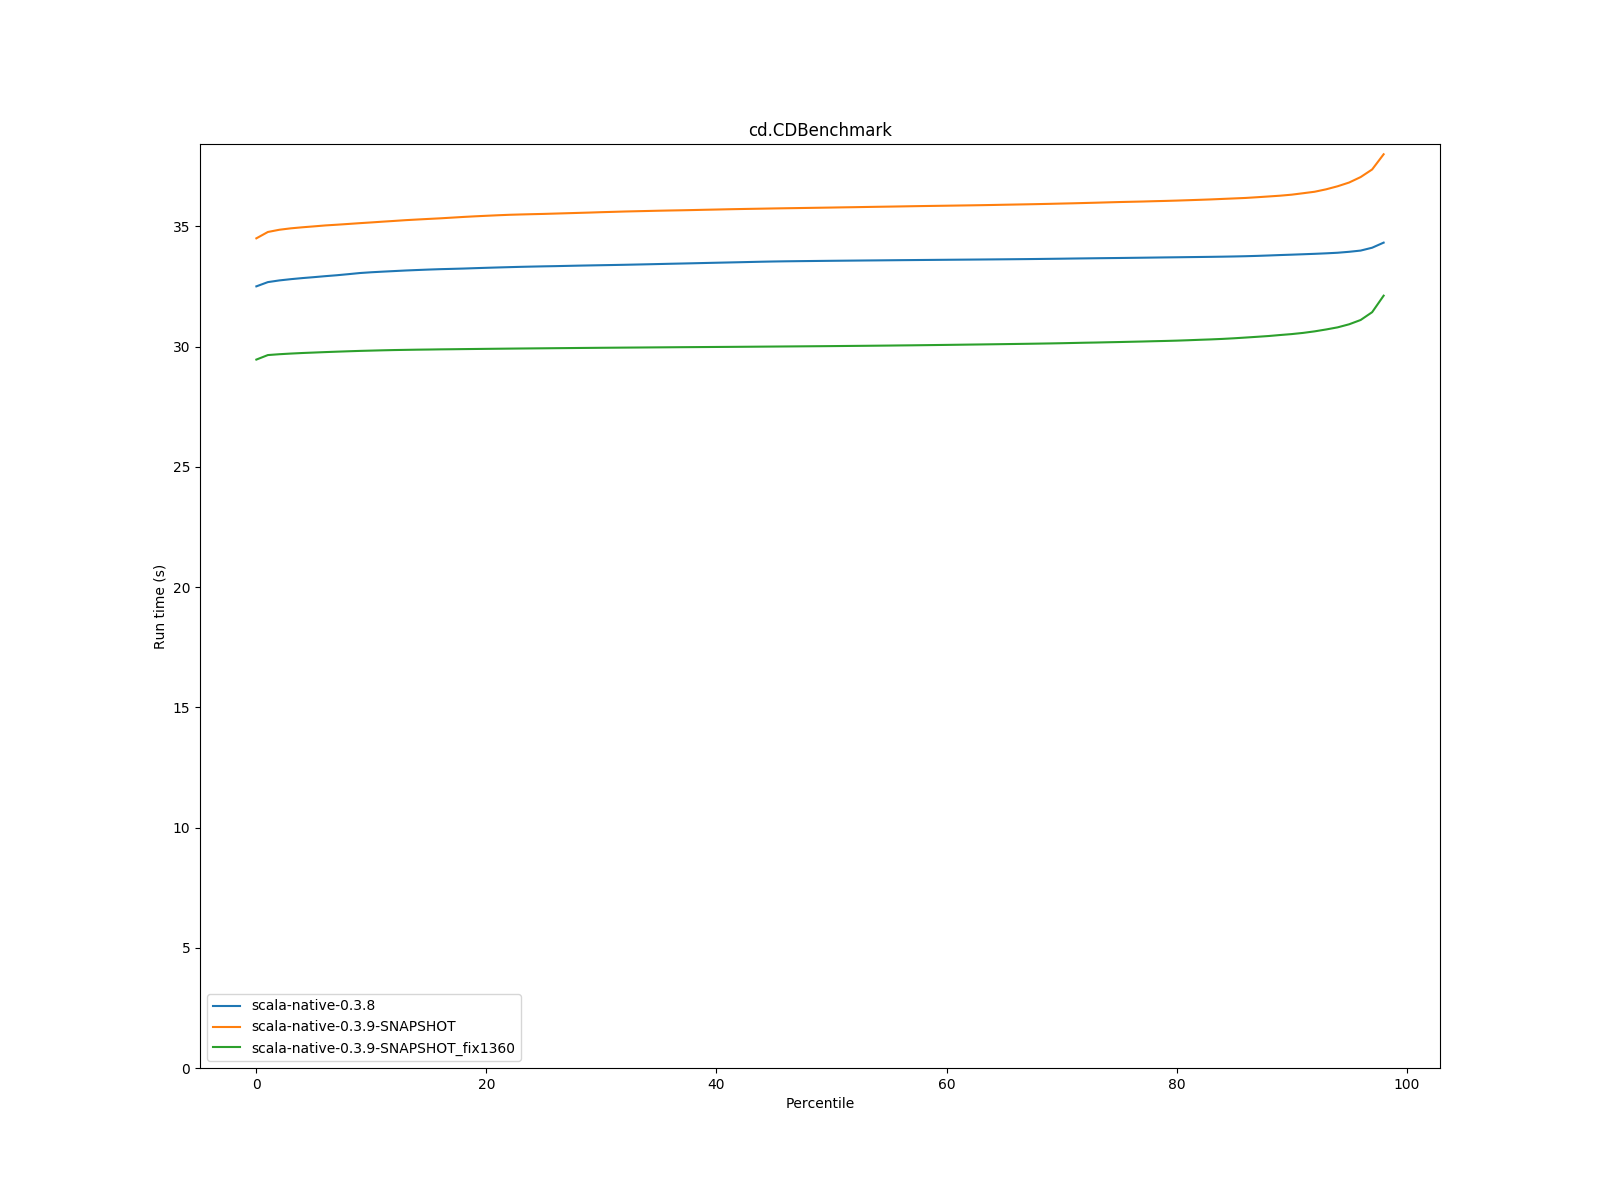 cd.CDBenchmark
Run time (s)
35
30
25
20
15
10
5
0
scala-native-0.3.8
scala-native-0.3.9-SNAPSHOT
scala-native-0.3.9-SNAPSHOT_fix1360
0 20 40 60 80 100
Percentile